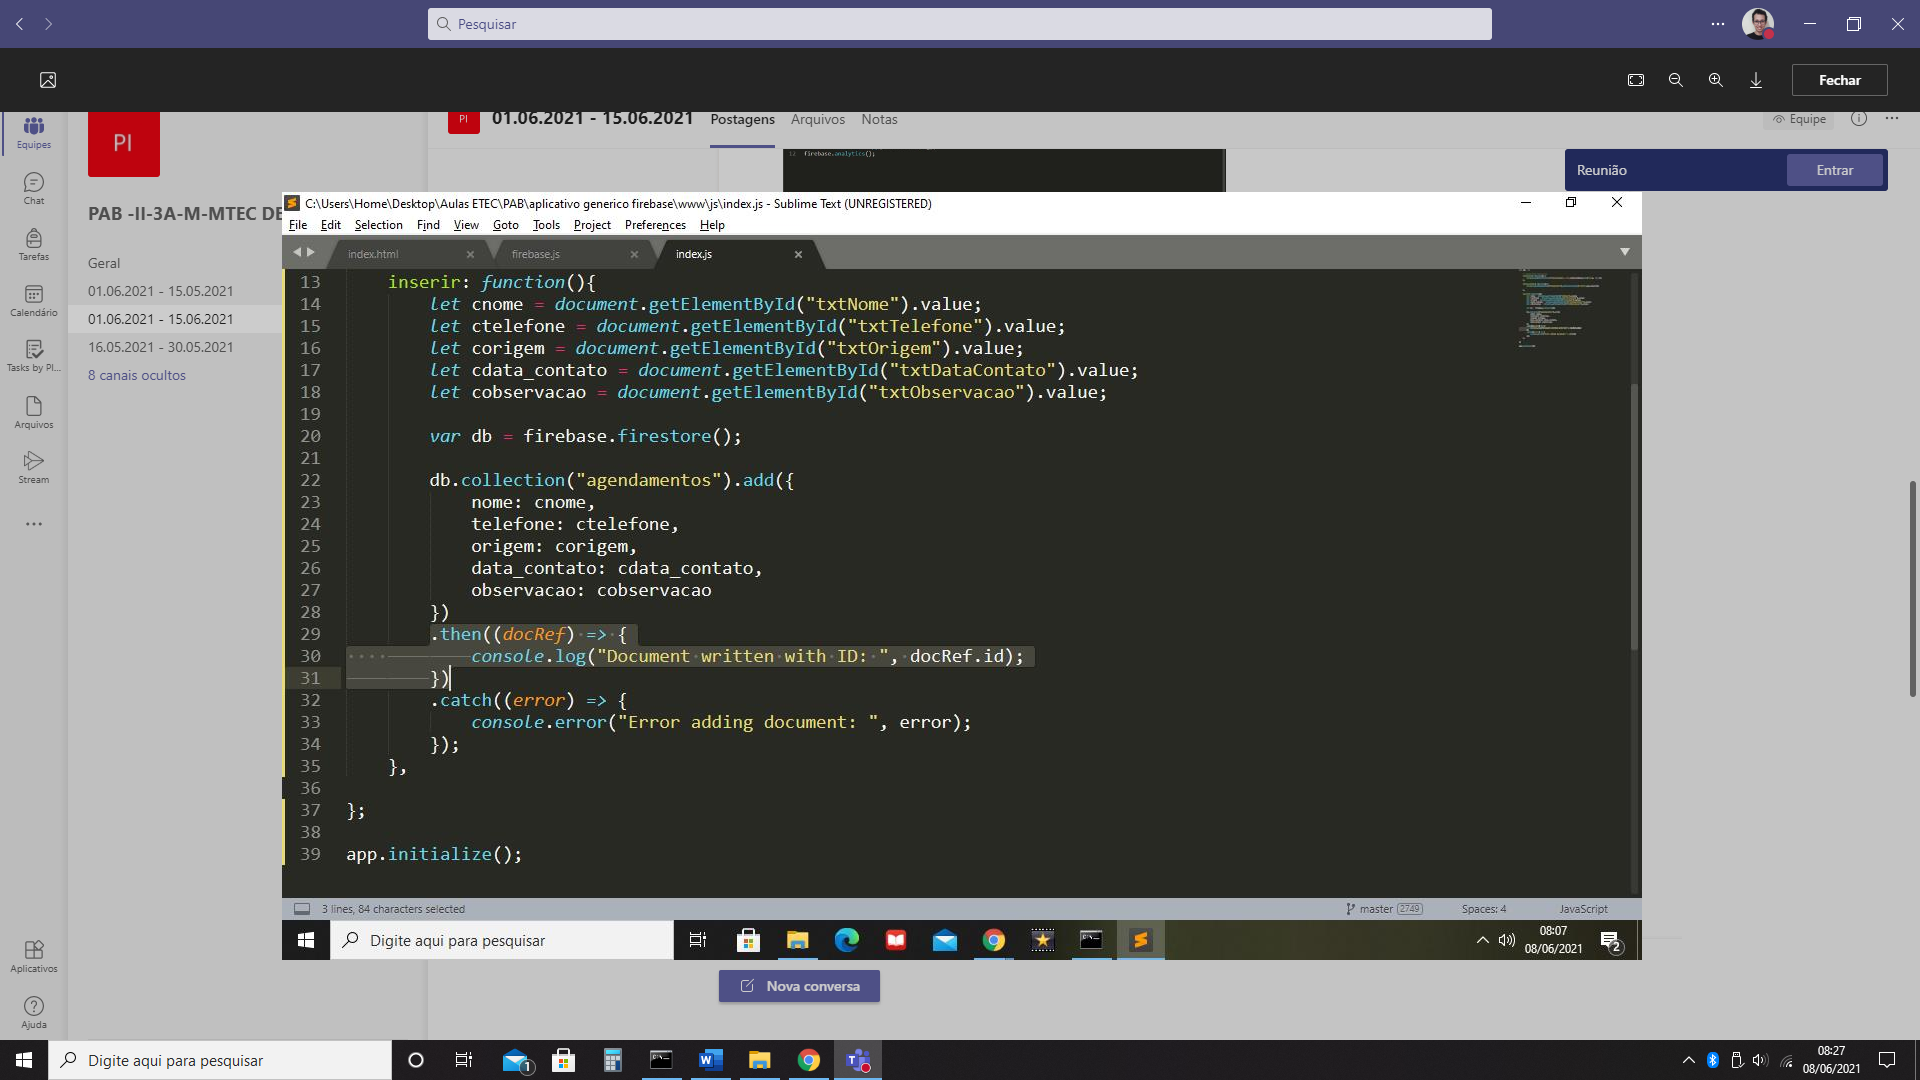 Pesquisar
Fechar
PI
PI
01.06.2021 - 15.06.2021
Postagens
Arquivos
Notas
Equipe
Equipes
Chat
Tarefas
Calendário
Tasks by Pl...
Arquivos
Stream
Aplicativos
Ajuda
PAB -II-3A-M-MTEC DE
Geral
01.06.2021 - 15.05.2021
01.06.2021 - 15.06.2021
16.05.2021 - 30.05.2021
8 canais ocultos
12 firebase.analytics();
Reunião
Entrar
C:\Users\Home\Desktop\Aulas ETEC\PAB\aplicativo generico firebase\www\js\index.js - Sublime Text (UNREGISTERED)
File Edit Selection Find View Goto Tools Project Preferences Help
index.html
firebase.js
index.js
13 inserir: function(){
14 let cnome = document.getElementById("txtNome").value;
15 let ctelefone = document.getElementById("txtTelefone").value;
16 let corigem = document.getElementById("txtOrigem").value;
17 let cdata_contato = document.getElementById("txtDataContato").value;
18 let cobservacao = document.getElementById("txtObservacao").value;
19
20 var db = firebase.firestore();
21
22 db.collection("agendamentos").add({
23 nome: cnome,
24 telefone: ctelefone,
25 origem: corigem,
26 data_contato: cdata_contato,
27 observacao: cobservacao
28 })
29 .then((docRef) => {
30 console.log("Document written with ID: ", docRef.id);
31 })
32 .catch((error) => {
33 console.error("Error adding document: ", error);
34 });
35 },
36
37 };
38
39 app.initialize();
3 lines, 84 characters selected
master 2749
Spaces: 4
JavaScript
Digite aqui para pesquisar
08:07
08/06/2021
2
Nova conversa
Digite aqui para pesquisar
1
08:27
08/06/2021